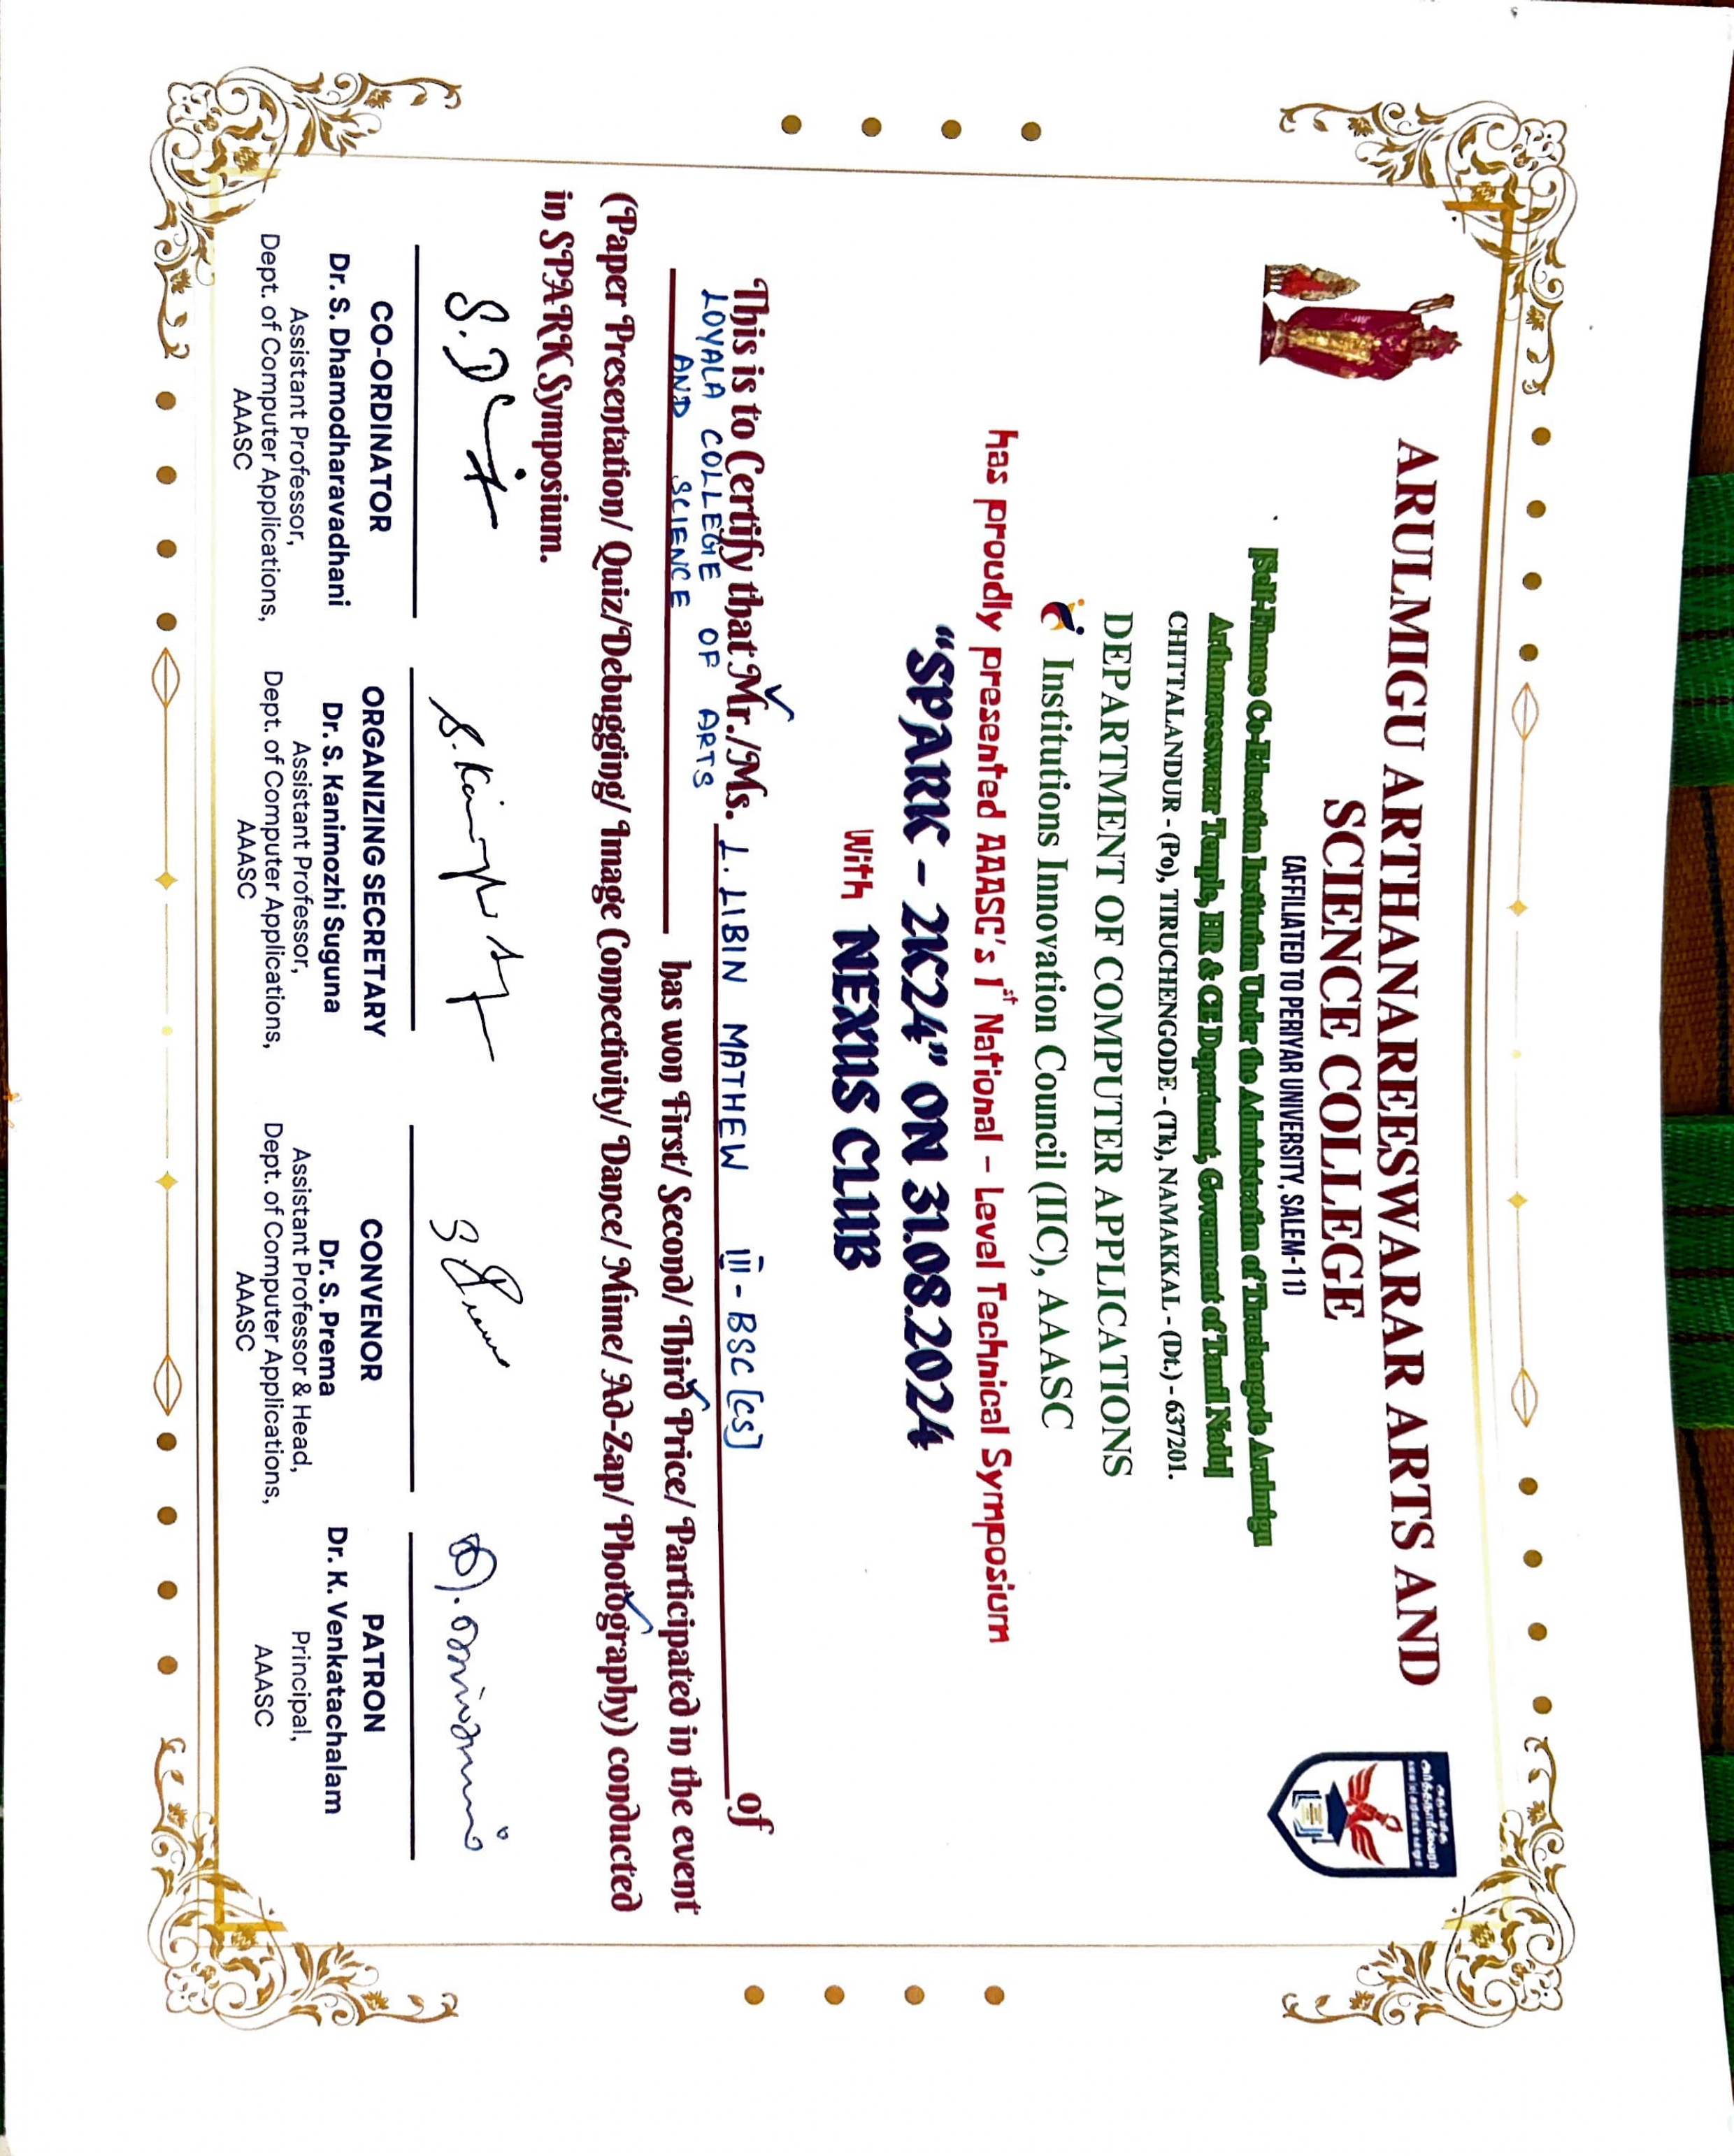 ARULMIGU ARTHANAREESWARAR ARTS AND
SCIENCE COLLEGE
(AFFILIATED TO PERIYAR UNIVERSITY, SALEM-11)
[Self-Finance Co-Education Institution Under the Administration of Tiruchengode Arulmigu
Arthanareeswarar Temple, HR & CE Department, Government of Tamil Nadu]
CHITTALANDUR - (Po), TIRUCHENGODE - (Tk), NAMAKKAL - (Dt.) - 637201.
DEPARTMENT OF COMPUTER APPLICATIONS
Institutions Innovation Council (IIC), AAASC
has proudly presented AAASC's 1st National - Level Technical Symposium
"SPARK - 2K24" ON 31.08.2024
With NEXUS CLUB
This is to Certify that Mr./Ms. L. LIBIN MATHEW III - BSC [CS] of
LOYALA COLLEGE OF ARTS
AND SCIENCE has won First/ Second/ Third Price/ Participated in the event
(Paper Presentation/ Quiz/Debugging/ Image Connectivity/ Dance/ Mime/ Ad-Zap/ Photography) conducted
in SPARK Symposium.
CO-ORDINATOR
Dr. S. Dhamodharavadhani
Assistant Professor,
Dept. of Computer Applications,
AAASC
ORGANIZING SECRETARY
Dr. S. Kanimozhi Suguna
Assistant Professor,
Dept. of Computer Applications,
AAASC
CONVENOR
Dr. S. Prema
Assistant Professor & Head,
Dept. of Computer Applications,
AAASC
PATRON
Dr. K. Venkatachalam
Principal,
AAASC